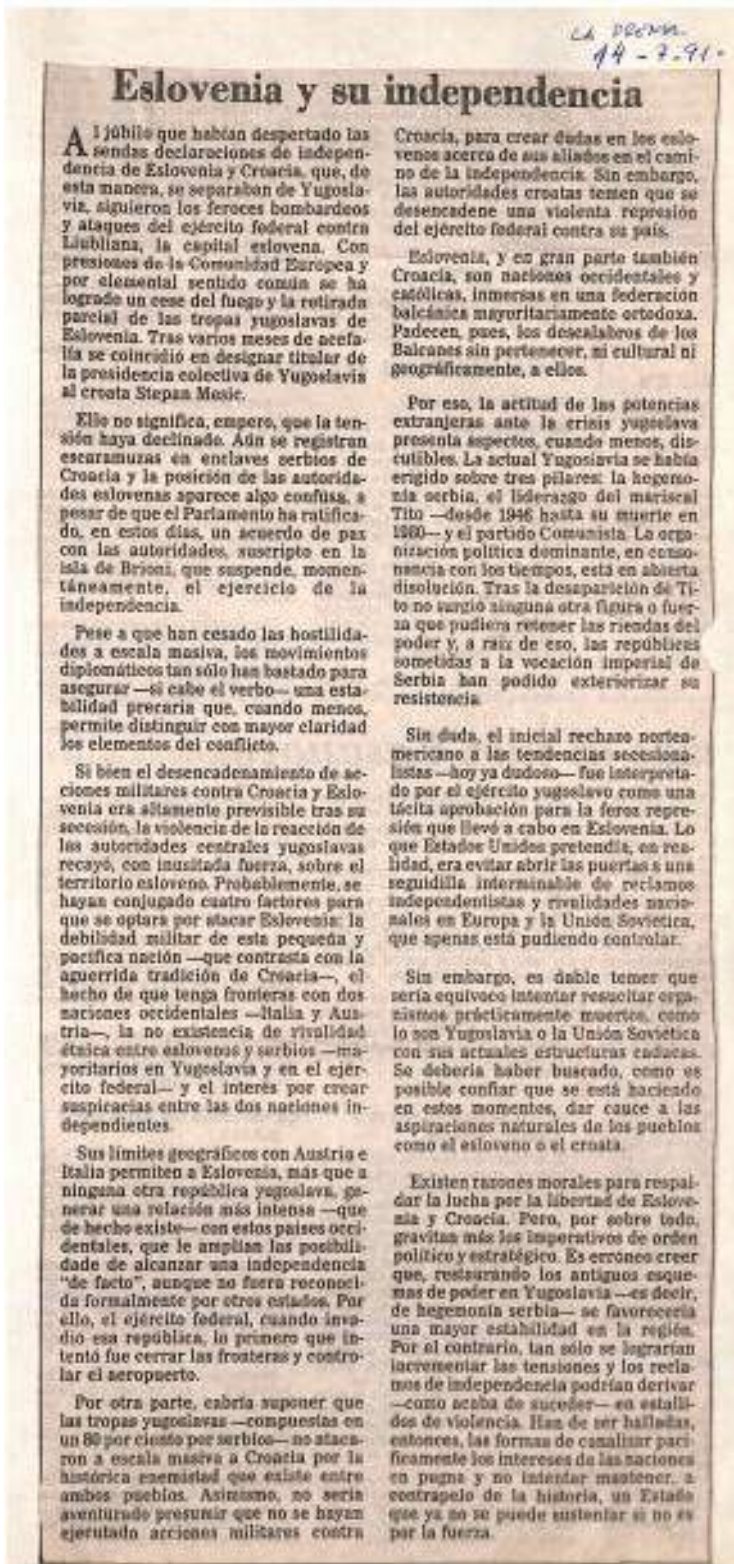 LA PRENSA
14-7-91-
Eslovenia y su independencia
Al júbilo que habían despertado las
sendas declaraciones de indepen-
dencia de Eslovenia y Croacia, que, de
esta manera, se separaban de Yugosla-
via, siguieron los feroces bombardeos
y ataques del ejército federal contra
Liubliana, la capital eslovena. Con
presiones de la Comunidad Europea y
por elemental sentido común se ha
logrado un cese del fuego y la retirada
parcial de las tropas yugoslavas de
Eslovenia. Tras varios meses de acefa-
lía se coincidió en designar titular de
la presidencia colectiva de Yugoslavia
al croata Stepan Mesic.
Ello no significa, empero, que la ten-
sión haya declinado. Aún se registran
escaramuzas en enclaves serbios de
Croacia y la posición de las autorida-
des eslovenas aparece algo confusa, a
pesar de que el Parlamento ha ratifica-
do, en estos días, un acuerdo de paz
con las autoridades, suscripto en la
isla de Brioni, que suspende, momen-
táneamente, el ejercicio de la
independencia.
Pese a que han cesado las hostilida-
des a escala masiva, los movimientos
diplomáticos tan sólo han bastado para
asegurar —si cabe el verbo— una esta-
bilidad precaria que, cuando menos,
permite distinguir con mayor claridad
los elementos del conflicto.
Si bien el desencadenamiento de ac-
ciones militares contra Croacia y Eslo-
venia era altamente previsible tras su
secesión, la violencia de la reacción de
las autoridades centrales yugoslavas
recayó, con inusitada fuerza, sobre el
territorio esloveno. Probablemente, se
hayan conjugado cuatro factores para
que se optara por atacar Eslovenia: la
debilidad militar de esta pequeña y
pacífica nación —que contrasta con la
aguerrida tradición de Croacia—, el
hecho de que tenga fronteras con dos
naciones occidentales —Italia y Aus-
tria—, la no existencia de rivalidad
étnica entre eslovenos y serbios —ma-
yoritarios en Yugoslavia y en el ejér-
cito federal— y el interés por crear
suspicacias entre las dos naciones in-
dependientes.
Sus límites geográficos con Austria e
Italia permiten a Eslovenia, más que a
ninguna otra república yugoslava, ge-
nerar una relación más intensa —que
de hecho existe— con estos países occi-
dentales, que le amplían las posibili-
dade de alcanzar una independencia
"de facto", aunque no fuera reconoci-
da formalmente por otros estados. Por
ello, el ejército federal, cuando inva-
dió esa república, lo primero que in-
tentó fue cerrar las fronteras y contro-
lar el aeropuerto.
Por otra parte, cabría suponer que
las tropas yugoslavas —compuestas en
un 80 por ciento por serbios— no ataca-
ron a escala masiva a Croacia por la
histórica enemistad que existe entre
ambos pueblos. Asimismo, no sería
aventurado presumir que no se hayan
ejecutado acciones militares contra
Croacia, para crear dudas en los eslo-
venos acerca de sus aliados en el cami-
no de la independencia. Sin embargo,
las autoridades croatas temen que se
desencadene una violenta represión
del ejército federal contra su país.
Eslovenia, y en gran parte también
Croacia, son naciones occidentales y
católicas, inmersas en una federación
balcánica mayoritariamente ortodoxa.
Padecen, pues, los descalabros de los
Balcanes sin pertenecer, ni cultural ni
geográficamente, a ellos.
Por eso, la actitud de las potencias
extranjeras ante la crisis yugoslava
presenta aspectos, cuando menos, dis-
cutibles. La actual Yugoslavia se había
erigido sobre tres pilares: la hegemo-
nía serbia, el liderazgo del mariscal
Tito —desde 1946 hasta su muerte en
1980— y el partido Comunista. La orga-
nización política dominante, en conso-
nancia con los tiempos, está en abierta
disolución. Tras la desaparición de Ti-
to no surgió ninguna otra figura o fuer-
za que pudiera retener las riendas del
poder y, a raíz de eso, las repúblicas
sometidas a la vocación imperial de
Serbia han podido exteriorizar su
resistencia.
Sin duda, el inicial rechazo nortea-
mericano a las tendencias secesiona-
listas —hoy ya dudoso— fue interpreta-
do por el ejército yugoslavo como una
tácita aprobación para la feroz repre-
sión que llevó a cabo en Eslovenia. Lo
que Estados Unidos pretendía, en rea-
lidad, era evitar abrir las puertas a una
seguidilla interminable de reclamos
independentistas y rivalidades nacio-
nales en Europa y la Unión Soviética,
que apenas está pudiendo controlar.
Sin embargo, es dable temer que
sería equívoco intentar resucitar orga-
nismos prácticamente muertos, como
lo son Yugoslavia o la Unión Soviética
con sus actuales estructuras caducas.
Se debería haber buscado, como es
posible confiar que se está haciendo
en estos momentos, dar cauce a las
aspiraciones naturales de los pueblos
como el esloveno o el croata.
Existen razones morales para respal-
dar la lucha por la libertad de Eslove-
nia y Croacia. Pero, por sobre todo,
gravitan más los imperativos de orden
político y estratégico. Es erróneo creer
que, restaurando los antiguos esque-
mas de poder en Yugoslavia —es decir,
de hegemonía serbia— se favorecería
una mayor estabilidad en la región.
Por el contrario, tan sólo se lograrían
incrementar las tensiones y los recla-
mos de independencia podrían derivar
—como acaba de suceder— en estalli-
dos de violencia. Han de ser halladas,
entonces, las formas de canalizar pací-
ficamente los intereses de las naciones
en pugna y no intentar mantener, a
contrapelo de la historia, un Estado
que ya no se puede sustentar si no es
por la fuerza.